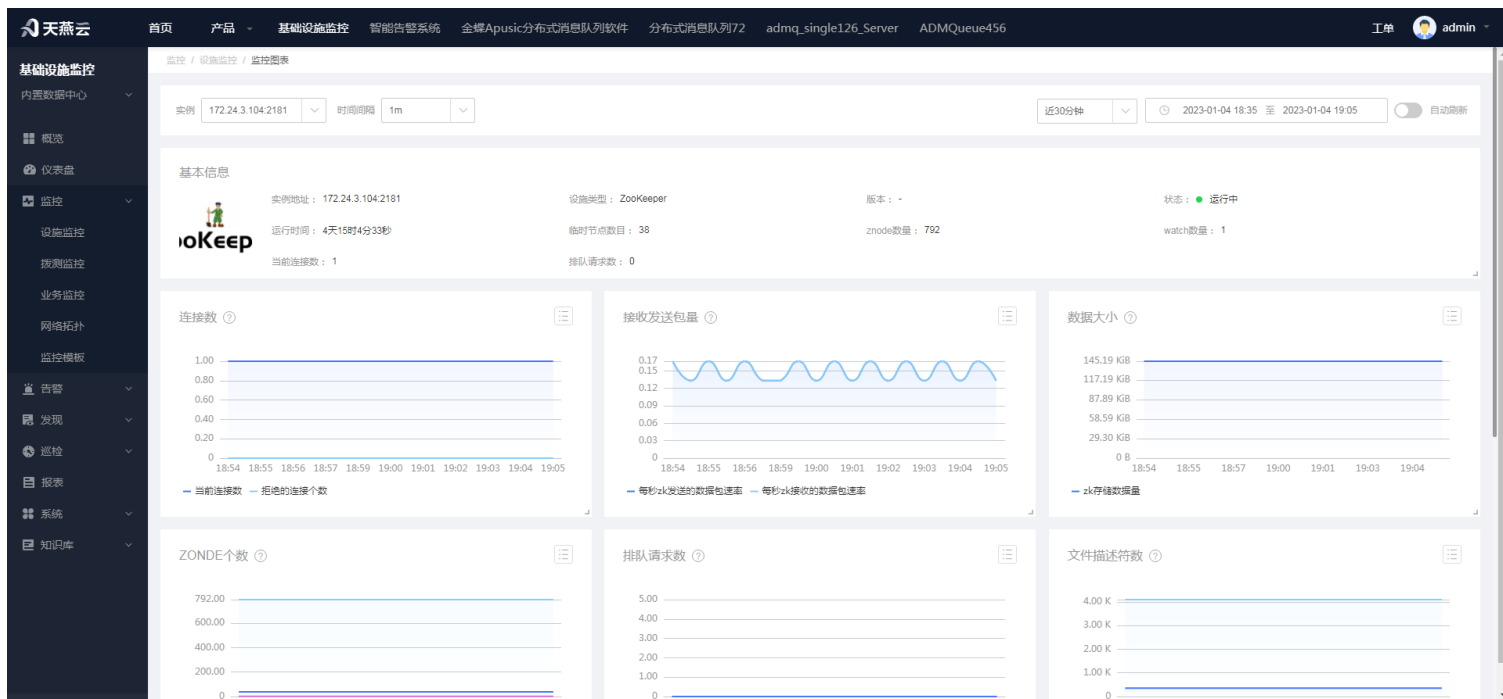 天燕云 首页 产品 基础设施监控 智能告警系统 金蝶Apusic分布式消息队列软件 分布式消息队列72 admq_single126_Server ADMQueue456 工单 admin
基础设施监控
内置数据中心
概览
仪表盘
监控
设施监控
拨测监控
业务监控
网络拓扑
监控模板
告警
发现
巡检
报表
系统
知识库
监控 / 设施监控 / 监控图表
实例 172.24.3.104:2181 时间间隔 1m 近30分钟 2023-01-04 18:35 至 2023-01-04 19:05 自动刷新
基本信息
ooKeep
实例地址： 172.24.3.104:2181 设施类型： ZooKeeper 版本： - 状态： 运行中
运行时间： 4天15时4分33秒 临时节点数目： 38 znode数量： 792 watch数量： 1
当前连接数： 1 排队请求数： 0
连接数
1.00
0.80
0.60
0.40
0.20
0
18:54 18:55 18:56 18:57 18:59 19:00 19:01 19:02 19:03 19:04 19:05
当前连接数 拒绝的连接个数
接收发送包量
0.17
0.15
0.12
0.09
0.06
0.03
0
18:54 18:55 18:56 18:59 19:00 19:01 19:02 19:03 19:04 19:05
每秒zk发送的数据包速率 每秒zk接收的数据包速率
数据大小
145.19 KiB
117.19 KiB
87.89 KiB
58.59 KiB
29.30 KiB
0 B
18:54 18:55 18:57 19:00 19:01 19:03 19:04
zk存储数据量
ZONDE个数
792.00
600.00
400.00
200.00
0
排队请求数
5.00
4.00
3.00
2.00
1.00
0
文件描述符数
4.00 K
3.00 K
2.00 K
1.00 K
0